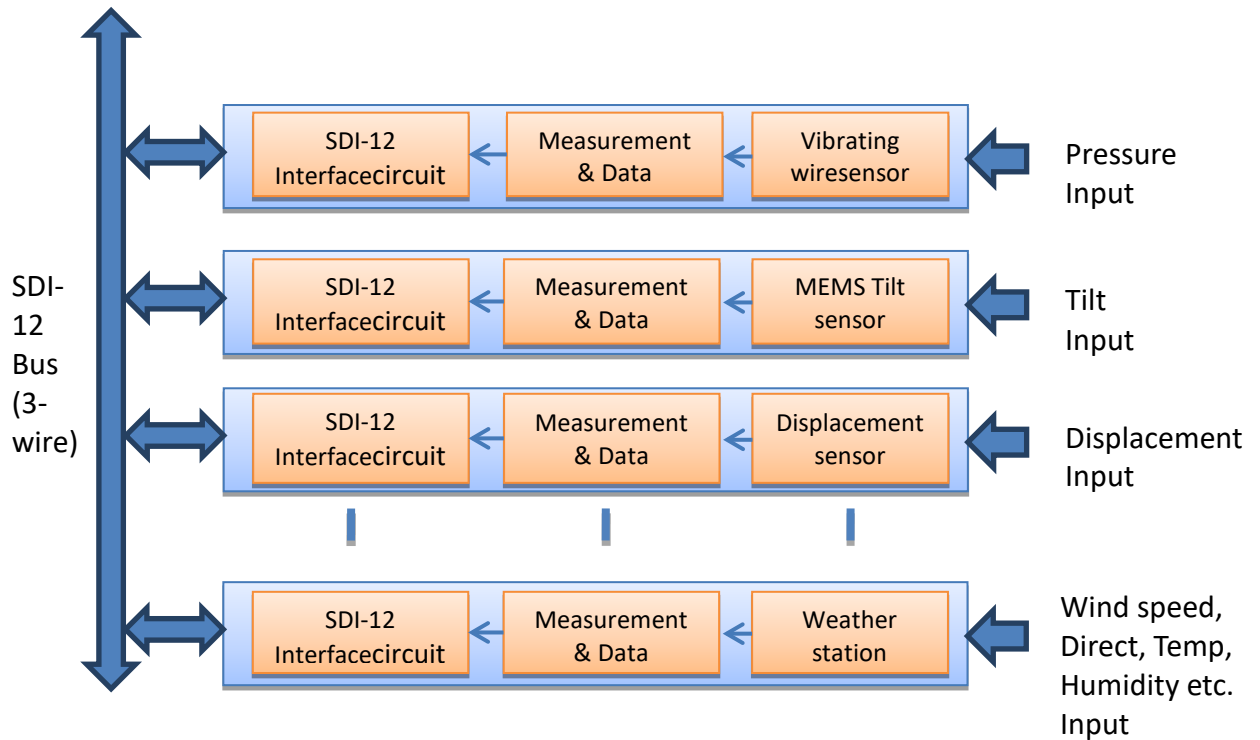 SDI-
12
Bus
(3-
wire)
SDI-12
Interfacecircuit
Measurement
& Data
Vibrating
wiresensor
Pressure
Input
SDI-12
Interfacecircuit
Measurement
& Data
MEMS Tilt
sensor
Tilt
Input
SDI-12
Interfacecircuit
Measurement
& Data
Displacement
sensor
Displacement
Input
SDI-12
Interfacecircuit
Measurement
& Data
Weather
station
Wind speed,
Direct, Temp,
Humidity etc.
Input